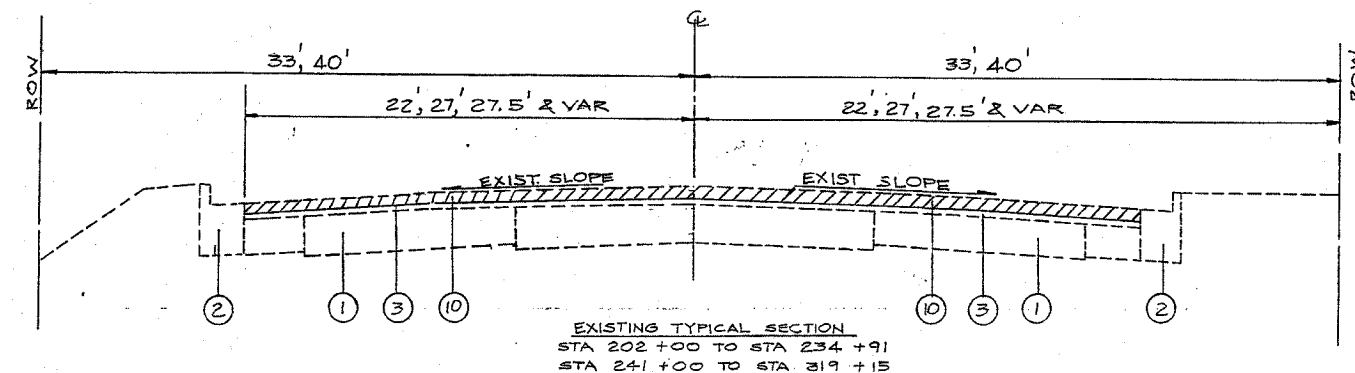 ℄
ROW
33', 40'
33', 40'
ROW
22', 27', 27.5' & VAR
22', 27', 27.5' & VAR
EXIST. SLOPE
EXIST SLOPE
2
1
3
10
10
3
1
2
EXISTING TYPICAL SECTION
STA 202 +00 TO STA 234 +91
STA 241 +00 TO STA 319 +15